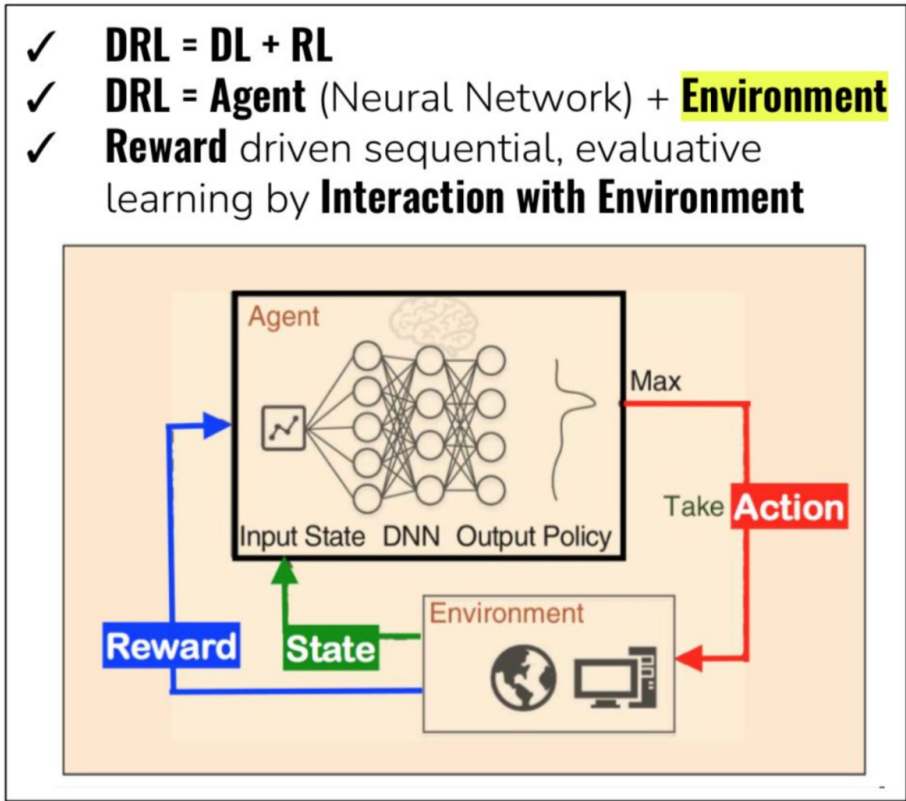 ✓ DRL = DL + RL
✓ DRL = Agent (Neural Network) + Environment
✓ Reward driven sequential, evaluative
learning by Interaction with Environment
Agent
Max
Take Action
Input State DNN Output Policy
Environment
Reward
State